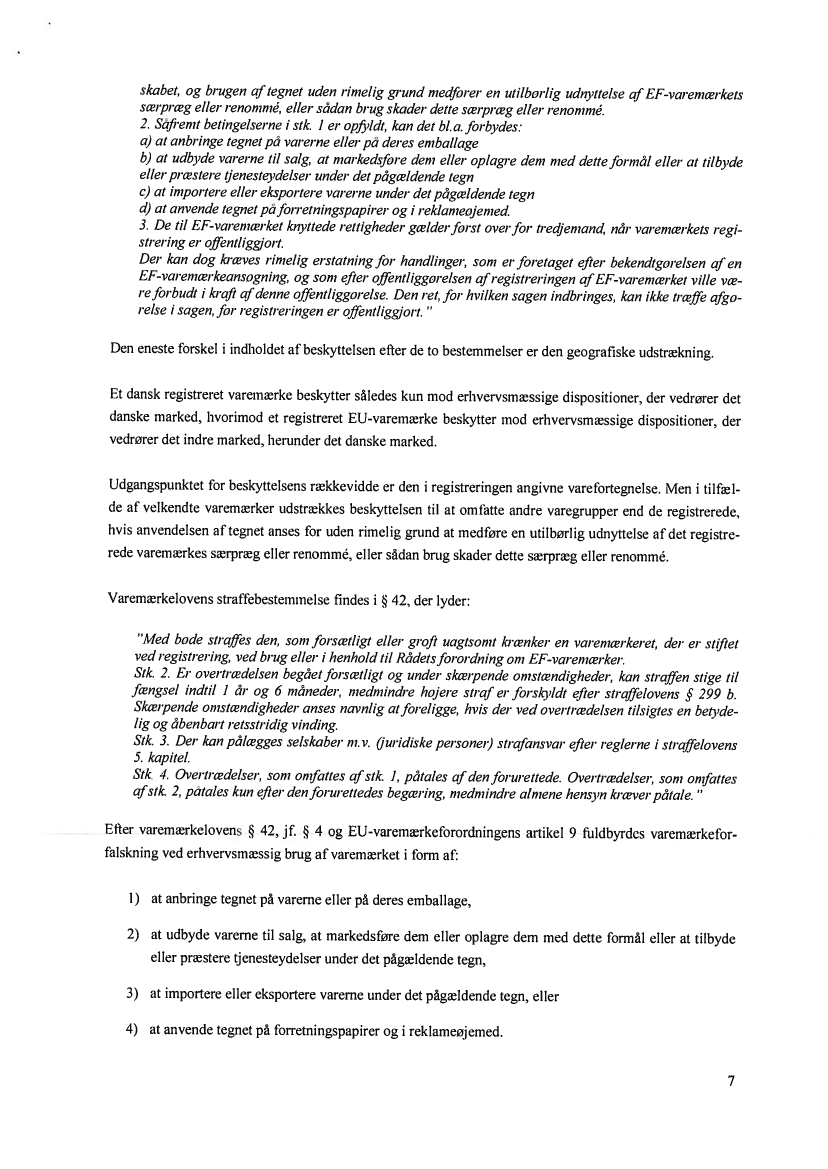 skabet, og brugen af tegnet uden rimelig grund medfører en utilbørlig udnyttelse af EF-varemærkets
særpræg eller renommé, eller sådan brug skader dette særpræg eller renommé.
2. Såfremt betingelserne i stk. 1 er opfyldt, kan det bl.a. forbydes:
a) at anbringe tegnet på varerne eller på deres emballage
b) at udbyde varerne til salg, at markedsføre dem eller oplagre dem med dette formål eller at tilbyde
eller præstere tjenesteydelser under det pågældende tegn
c) at importere eller eksportere varerne under det pågældende tegn
d) at anvende tegnet på forretningspapirer og i reklameøjemed.
3. De til EF-varemærket knyttede rettigheder gælder først over for tredjemand, når varemærkets regi-
strering er offentliggjort.
Der kan dog kræves rimelig erstatning for handlinger, som er foretaget efter bekendtgørelsen af en
EF-varemærkeansøgning, og som efter offentliggørelsen af registreringen af EF-varemærket ville væ-
re forbudt i kraft af denne offentliggørelse. Den ret, for hvilken sagen indbringes, kan ikke træffe afgø-
relse i sagen, før registreringen er offentliggjort."
Den eneste forskel i indholdet af beskyttelsen efter de to bestemmelser er den geografiske udstrækning.
Et dansk registreret varemærke beskytter således kun mod erhvervsmæssige dispositioner, der vedrører det
danske marked, hvorimod et registreret EU-varemærke beskytter mod erhvervsmæssige dispositioner, der
vedrører det indre marked, herunder det danske marked.
Udgangspunktet for beskyttelsens rækkevidde er den i registreringen angivne varefortegnelse. Men i tilfæl-
de af velkendte varemærker udstrækkes beskyttelsen til at omfatte andre varegrupper end de registrerede,
hvis anvendelsen af tegnet anses for uden rimelig grund at medføre en utilbørlig udnyttelse af det registre-
rede varemærkes særpræg eller renommé, eller sådan brug skader dette særpræg eller renommé.
Varemærkelovens straffebestemmelse findes i § 42, der lyder:
"Med bøde straffes den, som forsætligt eller groft uagtsomt krænker en varemærkeret, der er stiftet
ved registrering, ved brug eller i henhold til Rådets forordning om EF-varemærker.
Stk. 2. Er overtrædelsen begået forsætligt og under skærpende omstændigheder, kan straffen stige til
fængsel indtil 1 år og 6 måneder, medmindre højere straf er forskyldt efter straffelovens § 299 b.
Skærpende omstændigheder anses navnlig at foreligge, hvis der ved overtrædelsen tilsigtes en betyde-
lig og åbenbart retsstridig vinding.
Stk. 3. Der kan pålægges selskaber m.v. (juridiske personer) strafansvar efter reglerne i straffelovens
5. kapitel.
Stk. 4. Overtrædelser, som omfattes af stk. 1, påtales af den forurettede. Overtrædelser, som omfattes
af stk. 2, påtales kun efter den forurettedes begæring, medmindre almene hensyn kræver påtale."
Efter varemærkelovens § 42, jf. § 4 og EU-varemærkeforordningens artikel 9 fuldbyrdes varemærkefor-
falskning ved erhvervsmæssig brug af varemærket i form af:
1) at anbringe tegnet på varerne eller på deres emballage,
2) at udbyde varerne til salg, at markedsføre dem eller oplagre dem med dette formål eller at tilbyde
eller præstere tjenesteydelser under det pågældende tegn,
3) at importere eller eksportere varerne under det pågældende tegn, eller
4) at anvende tegnet på forretningspapirer og i reklameøjemed.
7